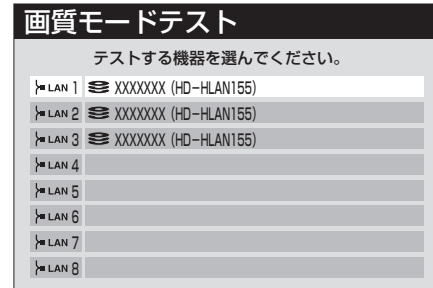 画質モードテスト
テストする機器を選んでください。
LAN 1 XXXXXXX (HD-HLAN155)
LAN 2 XXXXXXX (HD-HLAN155)
LAN 3 XXXXXXX (HD-HLAN155)
LAN 4
LAN 5
LAN 6
LAN 7
LAN 8